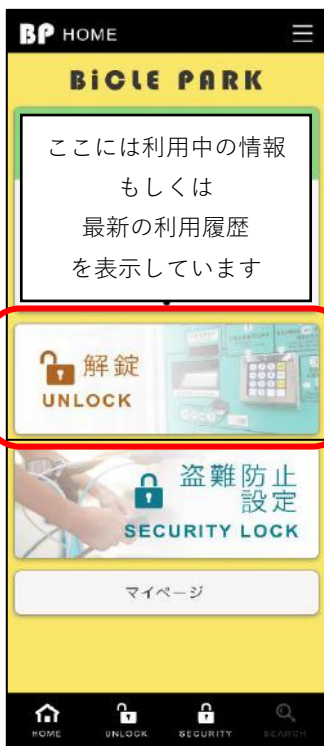 BP HOME
BiCLE PARK
ここには利用中の情報
もしくは
最新の利用履歴
を表示しています
解錠
UNLOCK
盗難防止
設定
SECURITY LOCK
マイページ
HOME UNLOCK SECURITY SEARCH